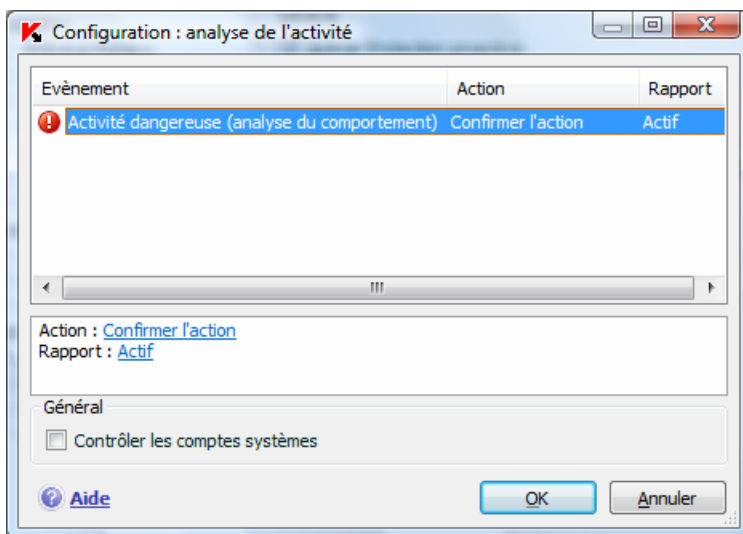 Configuration : analyse de l'activité
Evènement Action Rapport
Activité dangereuse (analyse du comportement) Confirmer l'action Actif
Action : Confirmer l'action
Rapport : Actif
Général
Contrôler les comptes systèmes
Aide OK Annuler